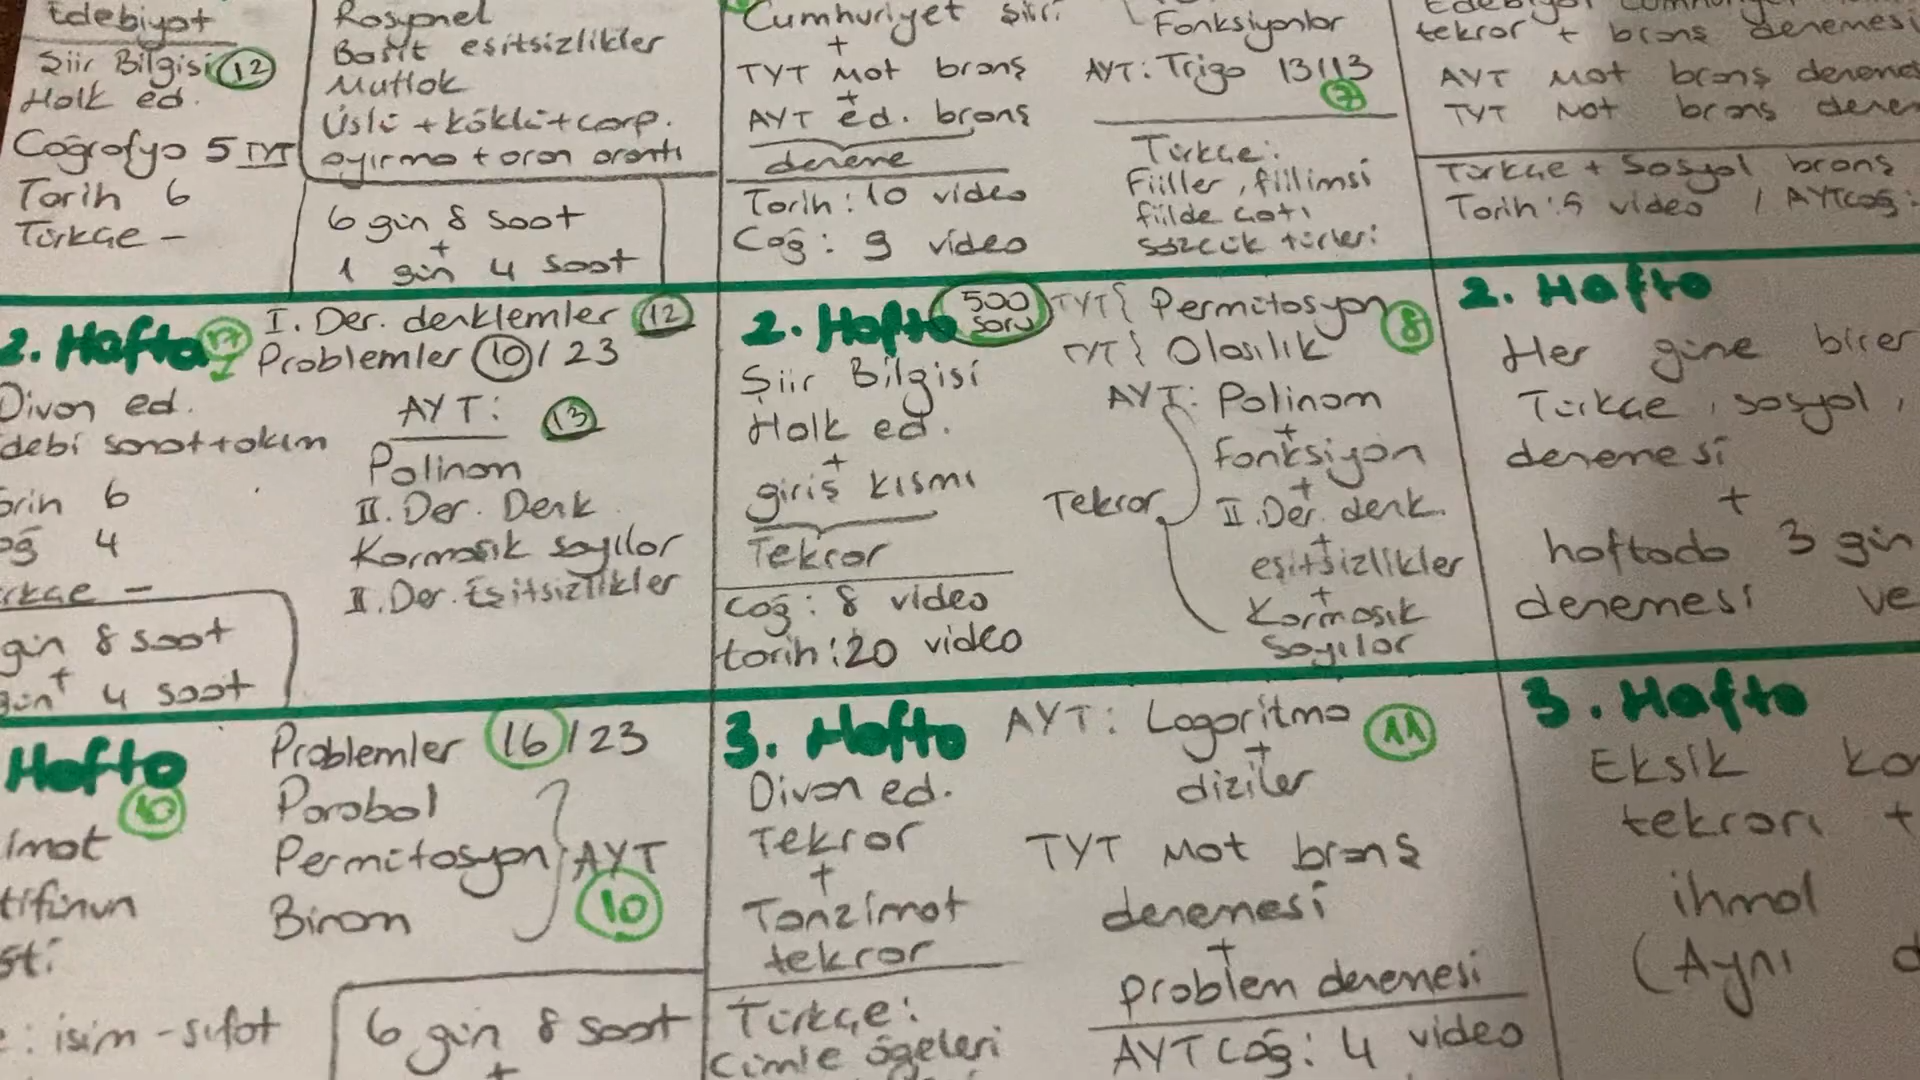 Edebiyat
Şiir Bilgisi 12
Halk ed.
Coğrafya 5 TYT
Tarih 6
Türkçe -
Rasyonel
Basit eşitsizlikler
Mutlak
Üslü + köklü + çarp.
ayırma + oran orantı
6 gün 8 saat
+
1 gün 4 saat
Cumhuriyet şiiri
+
TYT Mat branş
+
AYT ed. branş
deneme
Tarih: 10 video
Coğ: 9 video
Fonksiyonlar
AYT: Trigo 13/13
7
Türkçe:
Fiiller, fiilimsi
fiilde çatı
sözcük türleri
tekrar + branş denemesi
AYT Mat branş
TYT Mat branş
Türkçe + Sosyal branş
Tarih: 5 video / AYT coğ:
2. Hafta 17
I. Der. denklemler 12
Problemler 10/23
Divan ed.
AYT: 13
Polinom
II. Der. Denk
Karmaşık sayılar
II. Der. Eşitsizlikler
6
4
gün 8 saat
+
4 saat
2. Hafta 500 soru
Şiir Bilgisi
Halk ed.
+
giriş kısmı
Tekrar
Coğ: 8 video
tarih: 20 video
TYT{ Permütasyon
TYT{ Olasılık
8
AYT: Polinom
+
fonksiyon
+
Tekrar
II. Der. denk.
+
eşitsizlikler
+
Karmaşık
Sayılar
2. Hafta
Her güne birer
Türkçe, sosyal,
denemesi
+
haftada 3 gün
denemesi ve
Hafta
10
Problemler 16/23
Parabol
Permütasyon
Binom
AYT
10
: isim - sıfat
6 gün 8 saat
+
3. Hafta
Divan ed.
Tekrar
+
Tanzimat
tekrar
Türkçe:
Cümle ögeleri
AYT: Logaritma 11
+
diziler
TYT Mat branş
denemesi
+
problem denemesi
AYT Coğ: 4 video
3. Hafta
Eksik
tekrarı +
ihmal
(Aynı